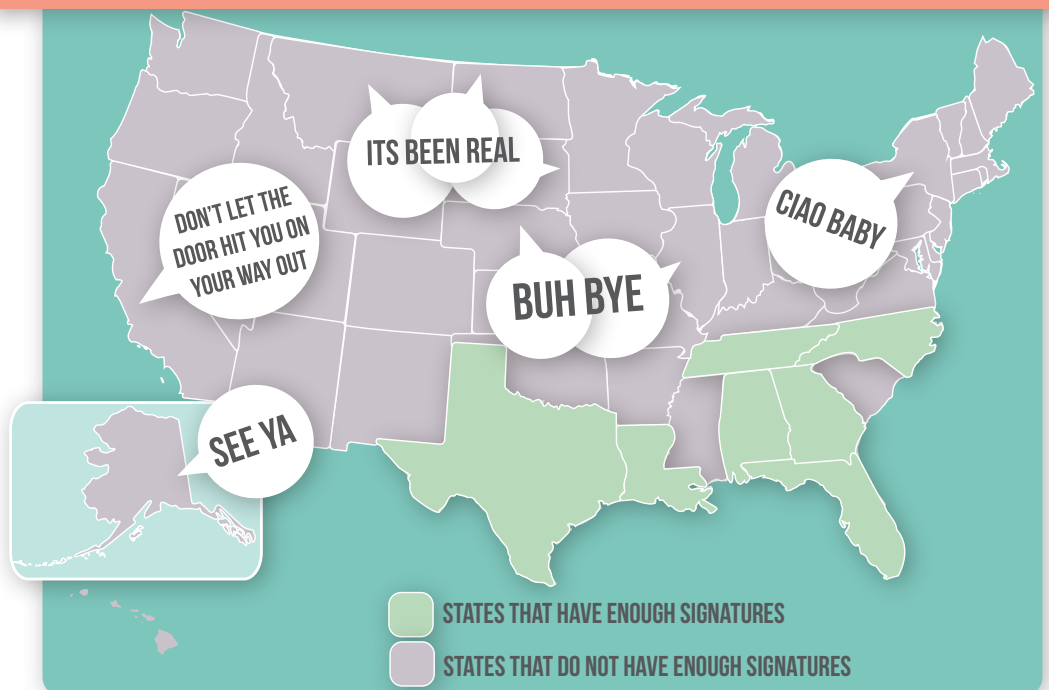 ITS BEEN REAL
DON'T LET THE
DOOR HIT YOU ON
YOUR WAY OUT
CIAO BABY
BUH BYE
SEE YA
STATES THAT HAVE ENOUGH SIGNATURES
STATES THAT DO NOT HAVE ENOUGH SIGNATURES